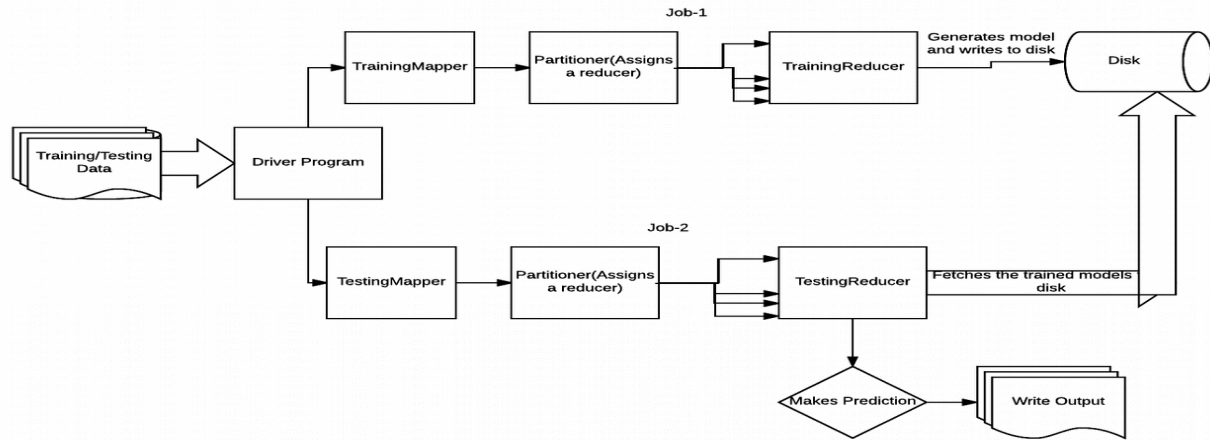 Job-1
TrainingMapper
Partitioner(Assigns
a reducer)
TrainingReducer
Generates model
and writes to disk
Disk
Training/Testing
Data
Driver Program
Job-2
TestingMapper
Partitioner(Assigns
a reducer)
TestingReducer
Fetches the trained models
disk
Makes Prediction
Write Output